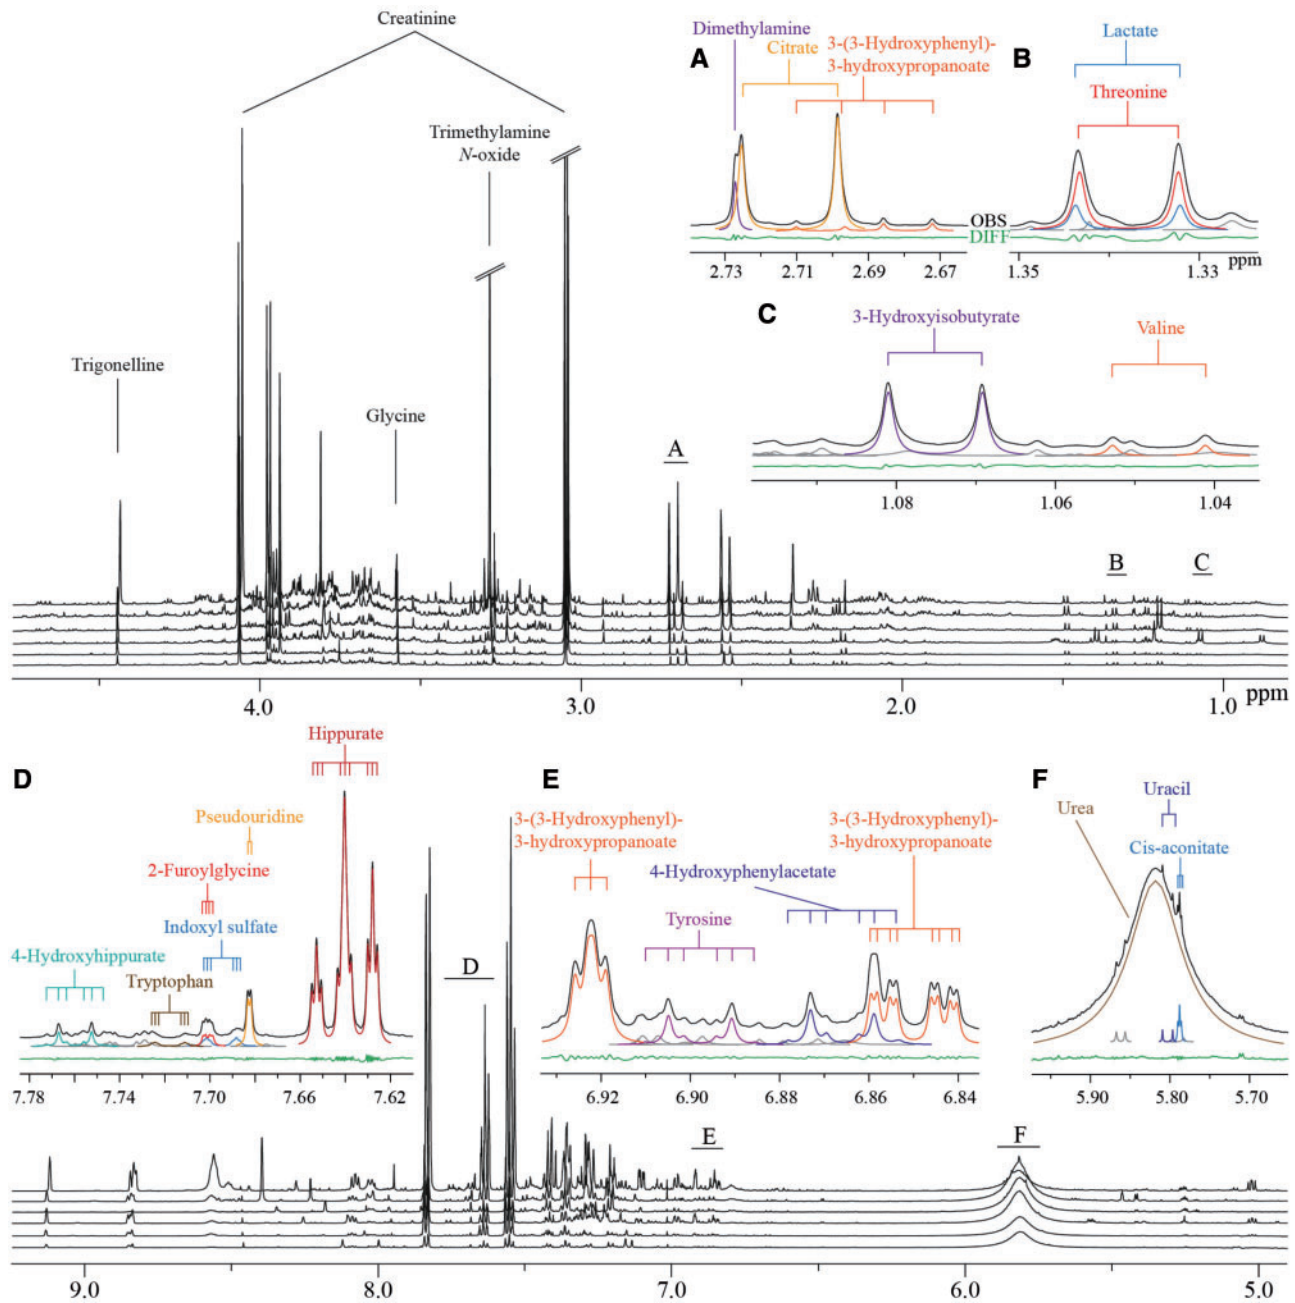 Creatinine
Trimethylamine
N-oxide
Trigonelline
Glycine
A
B
C
4.0
3.0
2.0
1.0
ppm
A
Dimethylamine
Citrate
3-(3-Hydroxyphenyl)-
3-hydroxypropanoate
OBS
DIFF
2.73
2.71
2.69
2.67
B
Lactate
Threonine
1.35
1.33
ppm
C
3-Hydroxyisobutyrate
Valine
1.08
1.06
1.04
D
Hippurate
Pseudouridine
2-Furoylglycine
Indoxyl sulfate
4-Hydroxyhippurate
Tryptophan
7.78
7.74
7.70
7.66
7.62
E
3-(3-Hydroxyphenyl)-
3-hydroxypropanoate
3-(3-Hydroxyphenyl)-
3-hydroxypropanoate
4-Hydroxyphenylacetate
Tyrosine
6.92
6.90
6.88
6.86
6.84
F
Urea
Uracil
Cis-aconitate
5.90
5.80
5.70
D
E
F
9.0
8.0
7.0
6.0
5.0